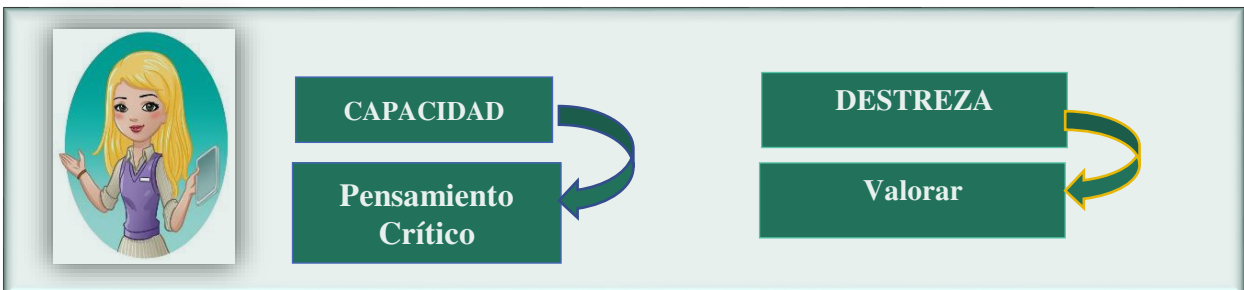 CAPACIDAD
Pensamiento
Crítico
DESTREZA
Valorar